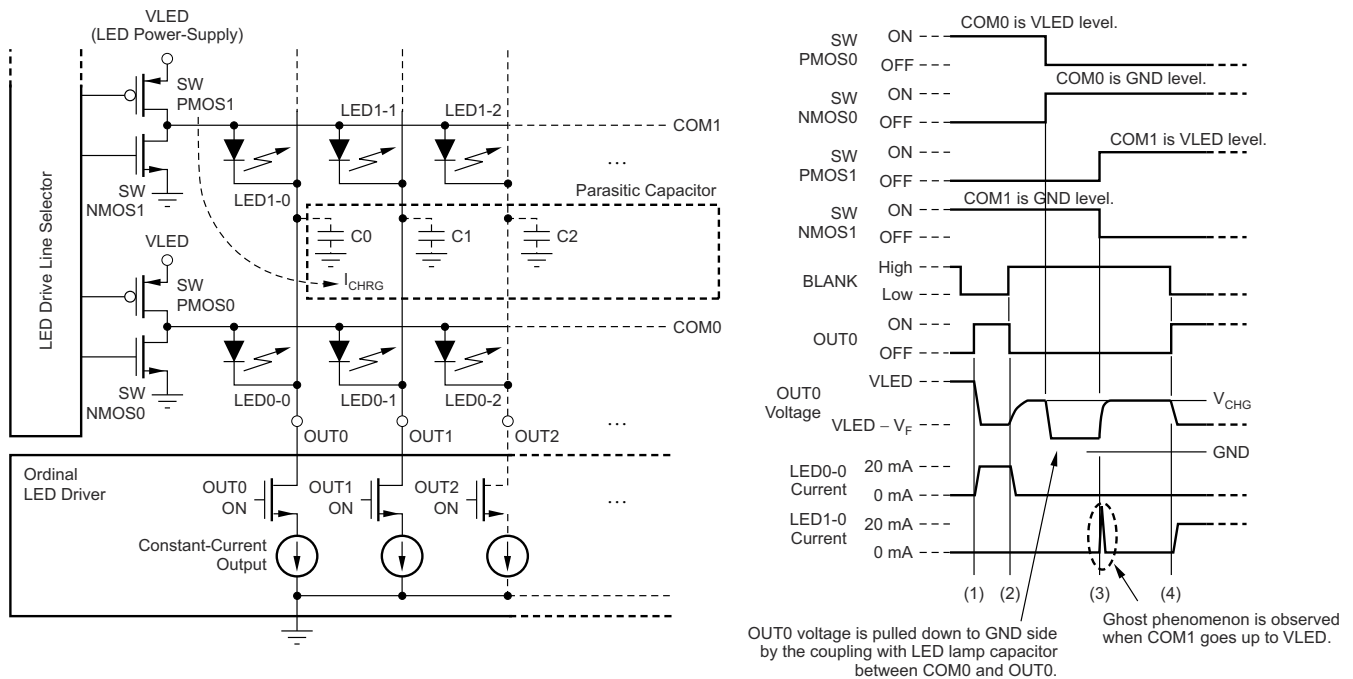 VLED
(LED Power-Supply)
SW
PMOS1
LED1-1
LED1-2
COM1
...
SW
NMOS1
LED1-0
Parasitic Capacitor
VLED
C0
C1
C2
SW
PMOS0
ICHRG
COM0
LED Drive Line Selector
SW
NMOS0
LED0-0
LED0-1
LED0-2
OUT0
OUT1
OUT2
...
Ordinal
LED Driver
OUT0
ON
OUT1
ON
OUT2
ON
...
Constant-Current
Output
COM0 is VLED level.
SW
PMOS0
ON
OFF
COM0 is GND level.
SW
NMOS0
ON
OFF
COM1 is VLED level.
SW
PMOS1
ON
OFF
COM1 is GND level.
SW
NMOS1
ON
OFF
BLANK
High
Low
OUT0
ON
OFF
OUT0
Voltage
VLED
VLED – VF
VCHG
GND
LED0-0
Current
20 mA
0 mA
LED1-0
Current
20 mA
0 mA
(1)
(2)
(3)
(4)
OUT0 voltage is pulled down to GND side
by the coupling with LED lamp capacitor
between COM0 and OUT0.
Ghost phenomenon is observed
when COM1 goes up to VLED.